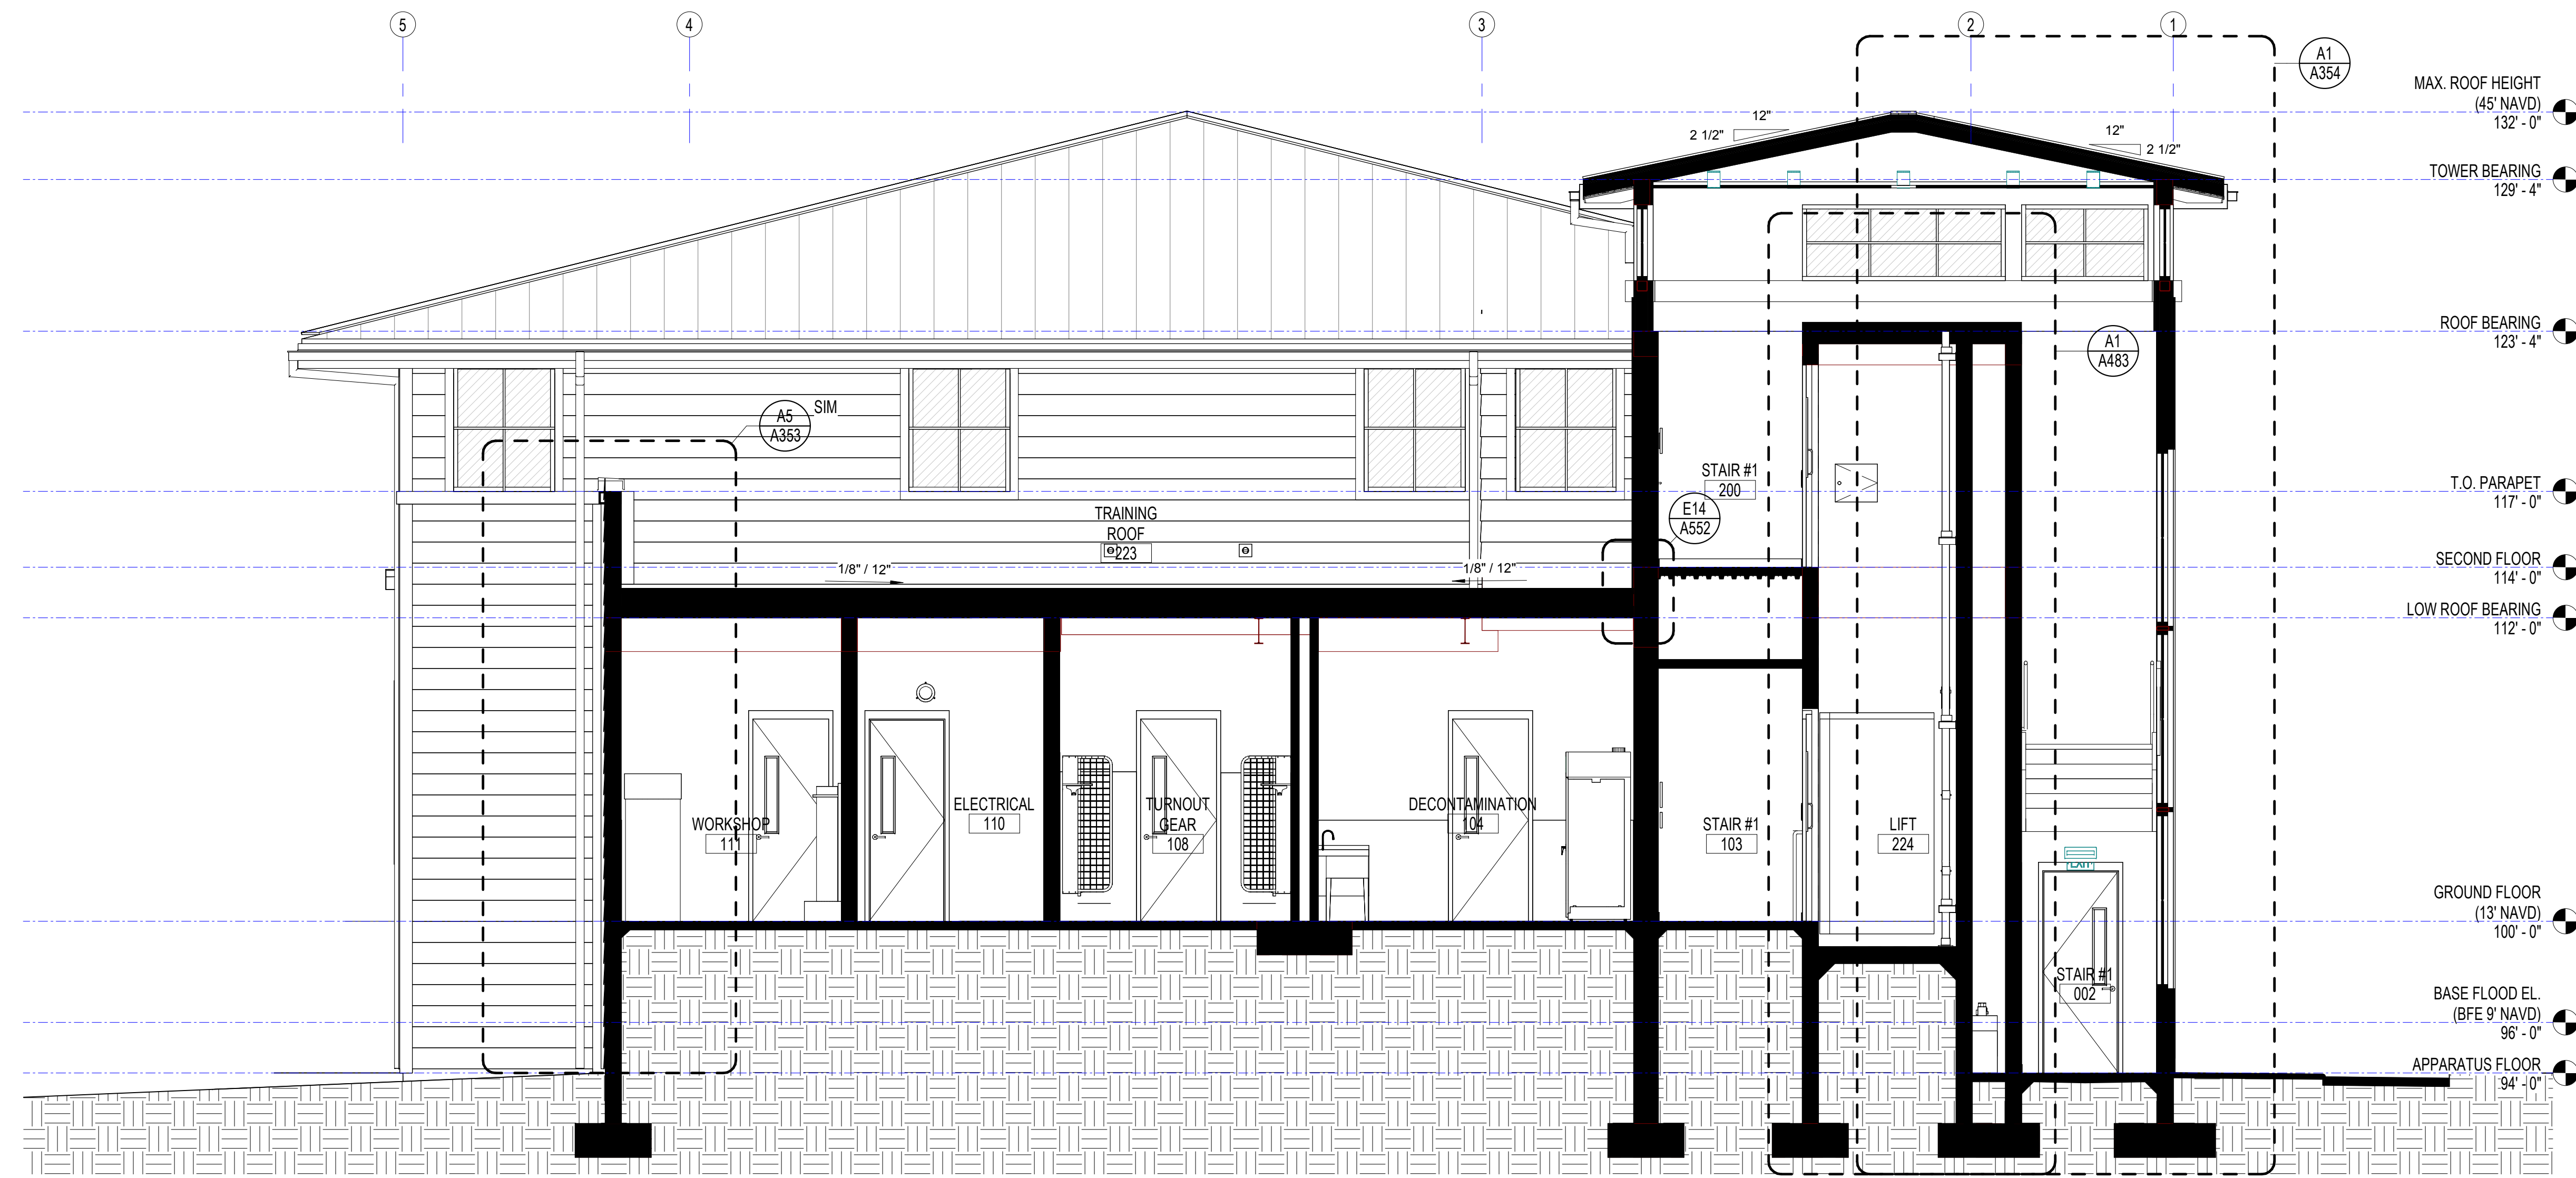 5
4
3
2
1
A1
A354
MAX. ROOF HEIGHT
(45' NAVD)
132' - 0"
12"
2 1/2"
12"
2 1/2"
TOWER BEARING
129' - 4"
ROOF BEARING
123' - 4"
A1
A483
A5
A353
SIM
STAIR #1
200
T.O. PARAPET
117' - 0"
E14
A552
TRAINING
ROOF
223
1/8" / 12"
1/8" / 12"
SECOND FLOOR
114' - 0"
LOW ROOF BEARING
112' - 0"
WORKSHOP
111
ELECTRICAL
110
TURNOUT
GEAR
108
DECONTAMINATION
104
STAIR #1
103
LIFT
224
EXIT
GROUND FLOOR
(13' NAVD)
100' - 0"
STAIR #1
002
BASE FLOOD EL.
(BFE 9' NAVD)
96' - 0"
APPARATUS FLOOR
94' - 0"